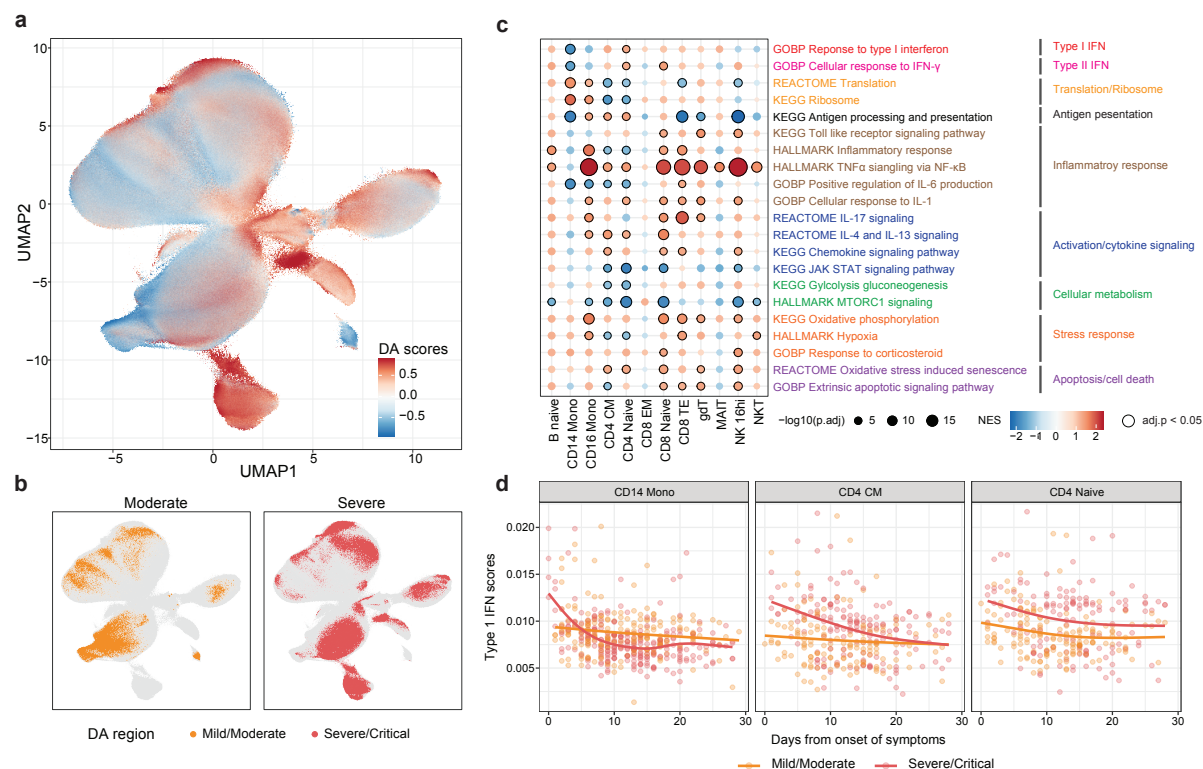 a
UMAP2
10
5
0
−5
−10
−15
−5
0
5
10
UMAP1
DA scores
0.5
0.0
−0.5
b
Moderate
Severe
DA region
Mild/Moderate
Severe/Critical
c
GOBP Reponse to type I interferon
GOBP Cellular response to IFN-γ
REACTOME Translation
KEGG Ribosome
KEGG Antigen processing and presentation
KEGG Toll like receptor signaling pathway
HALLMARK Inflammatory response
HALLMARK TNFα siangling via NF-κB
GOBP Positive regulation of IL-6 production
GOBP Cellular response to IL-1
REACTOME IL-17 signaling
REACTOME IL-4 and IL-13 signaling
KEGG Chemokine signaling pathway
KEGG JAK STAT signaling pathway
KEGG Gylcolysis gluconeogenesis
HALLMARK MTORC1 signaling
KEGG Oxidative phosphorylation
HALLMARK Hypoxia
GOBP Response to corticosteroid
REACTOME Oxidative stress induced senescence
GOBP Extrinsic apoptotic signaling pathway
Type I IFN
Type II IFN
Translation/Ribosome
Antigen pesentation
Inflammatroy response
Activation/cytokine signaling
Cellular metabolism
Stress response
Apoptosis/cell death
B naive
CD14 Mono
CD16 Mono
CD4 CM
CD4 Naive
CD8 EM
CD8 Naive
CD8 TE
gdT
MAIT
NK 16hi
NKT
−log10(p.adj)
5
10
15
NES
−2 −1 0 1 2
adj.p < 0.05
d
CD14 Mono
CD4 CM
CD4 Naive
Type 1 IFN scores
0.020
0.015
0.010
0.005
0 10 20 30
0 10 20 30
0 10 20 30
Days from onset of symptoms
Mild/Moderate
Severe/Critical